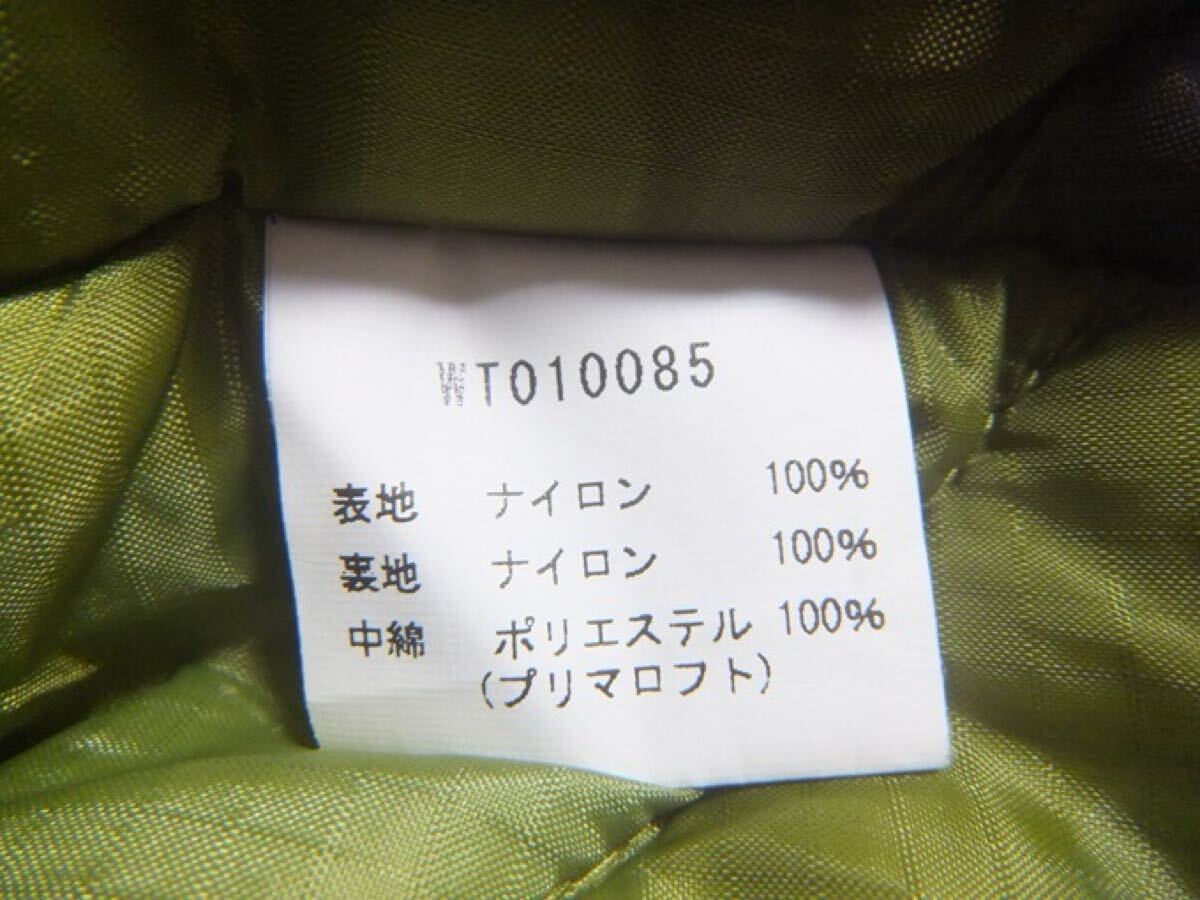 WT010085
表地 ナイロン 100%
裏地 ナイロン 100%
中綿 ポリエステル 100%
(プリマロフト)